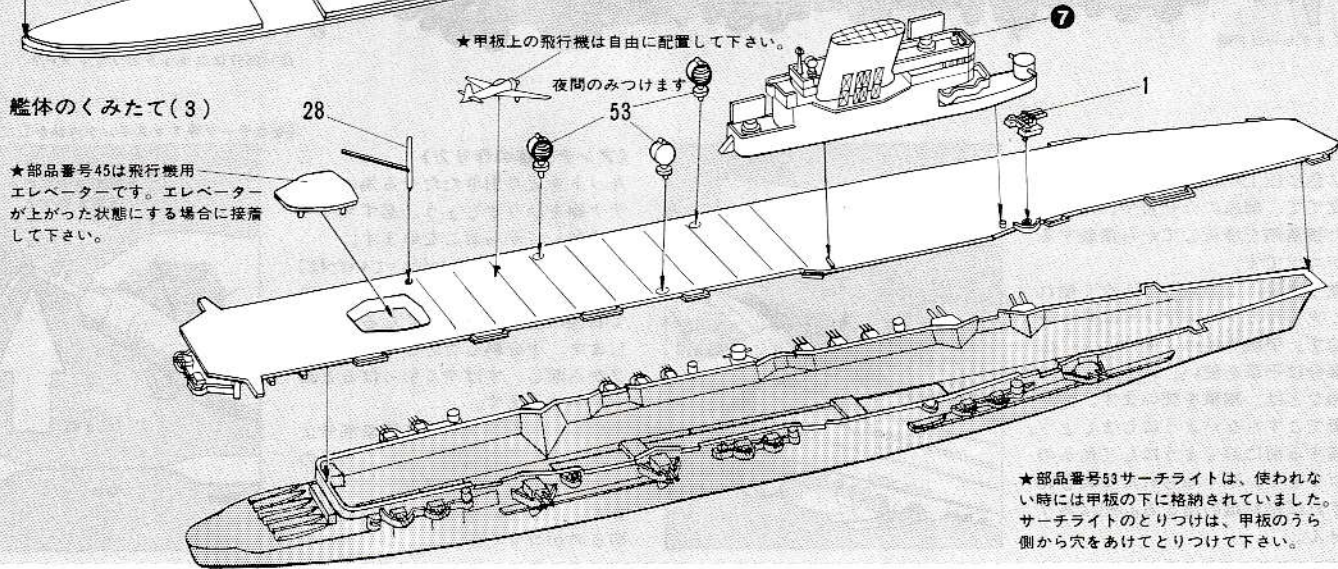 7
★甲板上の飛行機は自由に配置して下さい。
夜間のみつけます
艦体のくみたて(3)
28
53
1
★部品番号45は飛行機用
エレベーターです。エレベーター
が上がった状態にする場合に接着
して下さい。
★部品番号53サーチライトは、使われな
い時には甲板の下に格納されていました。
サーチライトのとりつけは、甲板のうら
側から穴をあけてとりつけて下さい。